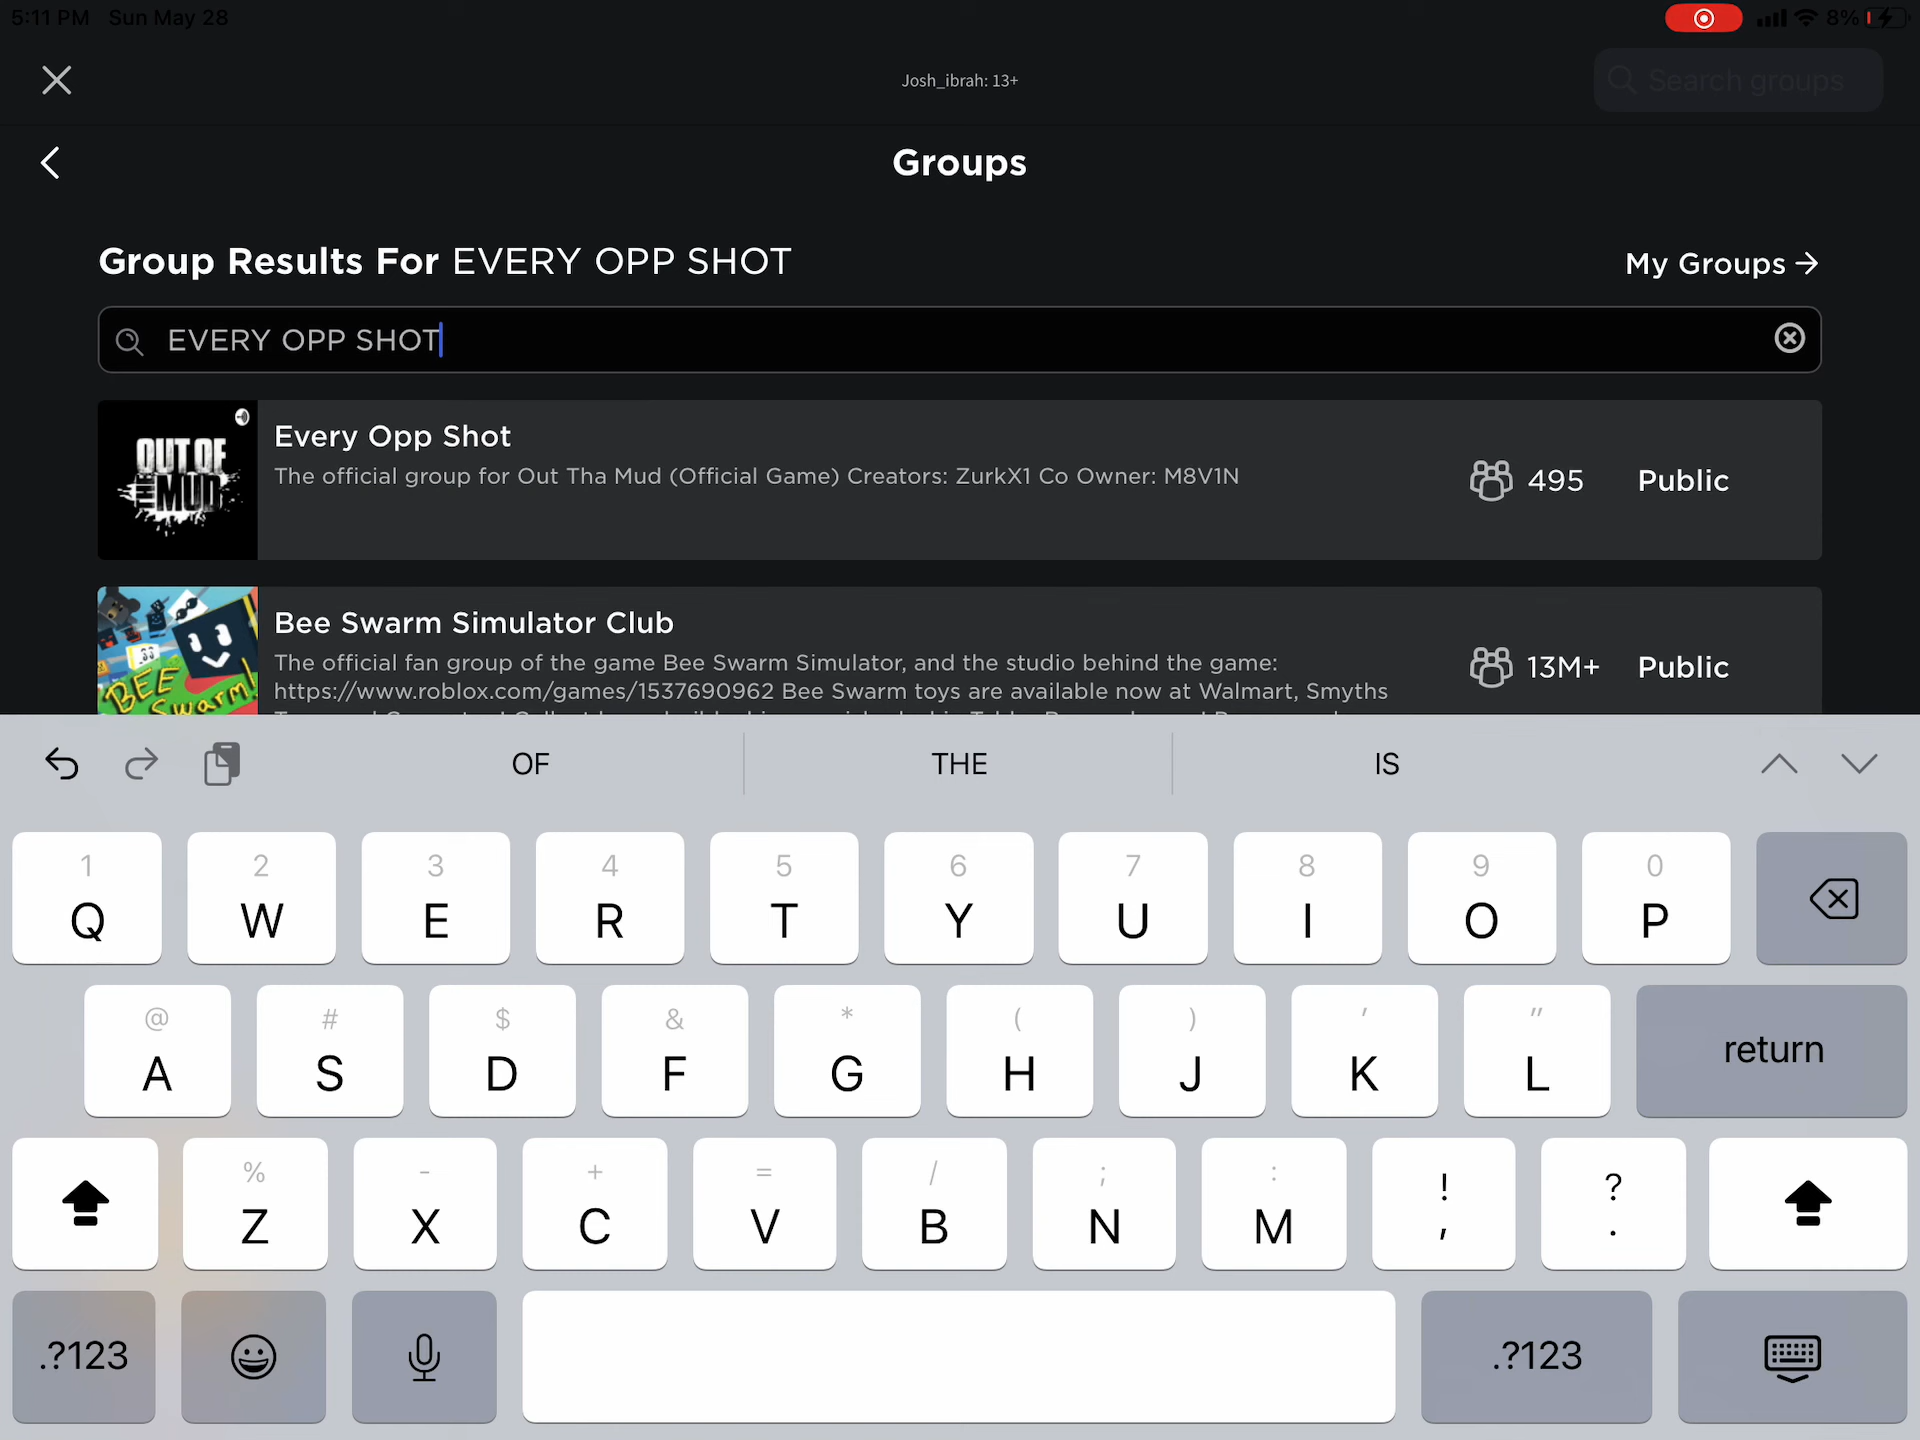 5:11 PM Sun May 28
8%
Josh_ibrah: 13+
Search groups
Groups
Group Results For EVERY OPP SHOT
My Groups →
EVERY OPP SHOT
OUT OF
THE
MUD
Every Opp Shot
The official group for Out Tha Mud (Official Game) Creators: ZurkX1 Co Owner: M8V1N
495 Public
BEE
Swarm!
Bee Swarm Simulator Club
The official fan group of the game Bee Swarm Simulator, and the studio behind the game:
https://www.roblox.com/games/1537690962 Bee Swarm toys are available now at Walmart, Smyths
13M+ Public
OF THE IS
1 2 3 4 5 6 7 8 9 0
Q W E R T Y U I O P
@ # $ & * ( ) ' "
A S D F G H J K L return
% - + = / ; : ! ?
Z X C V B N M , .
.?123 .?123